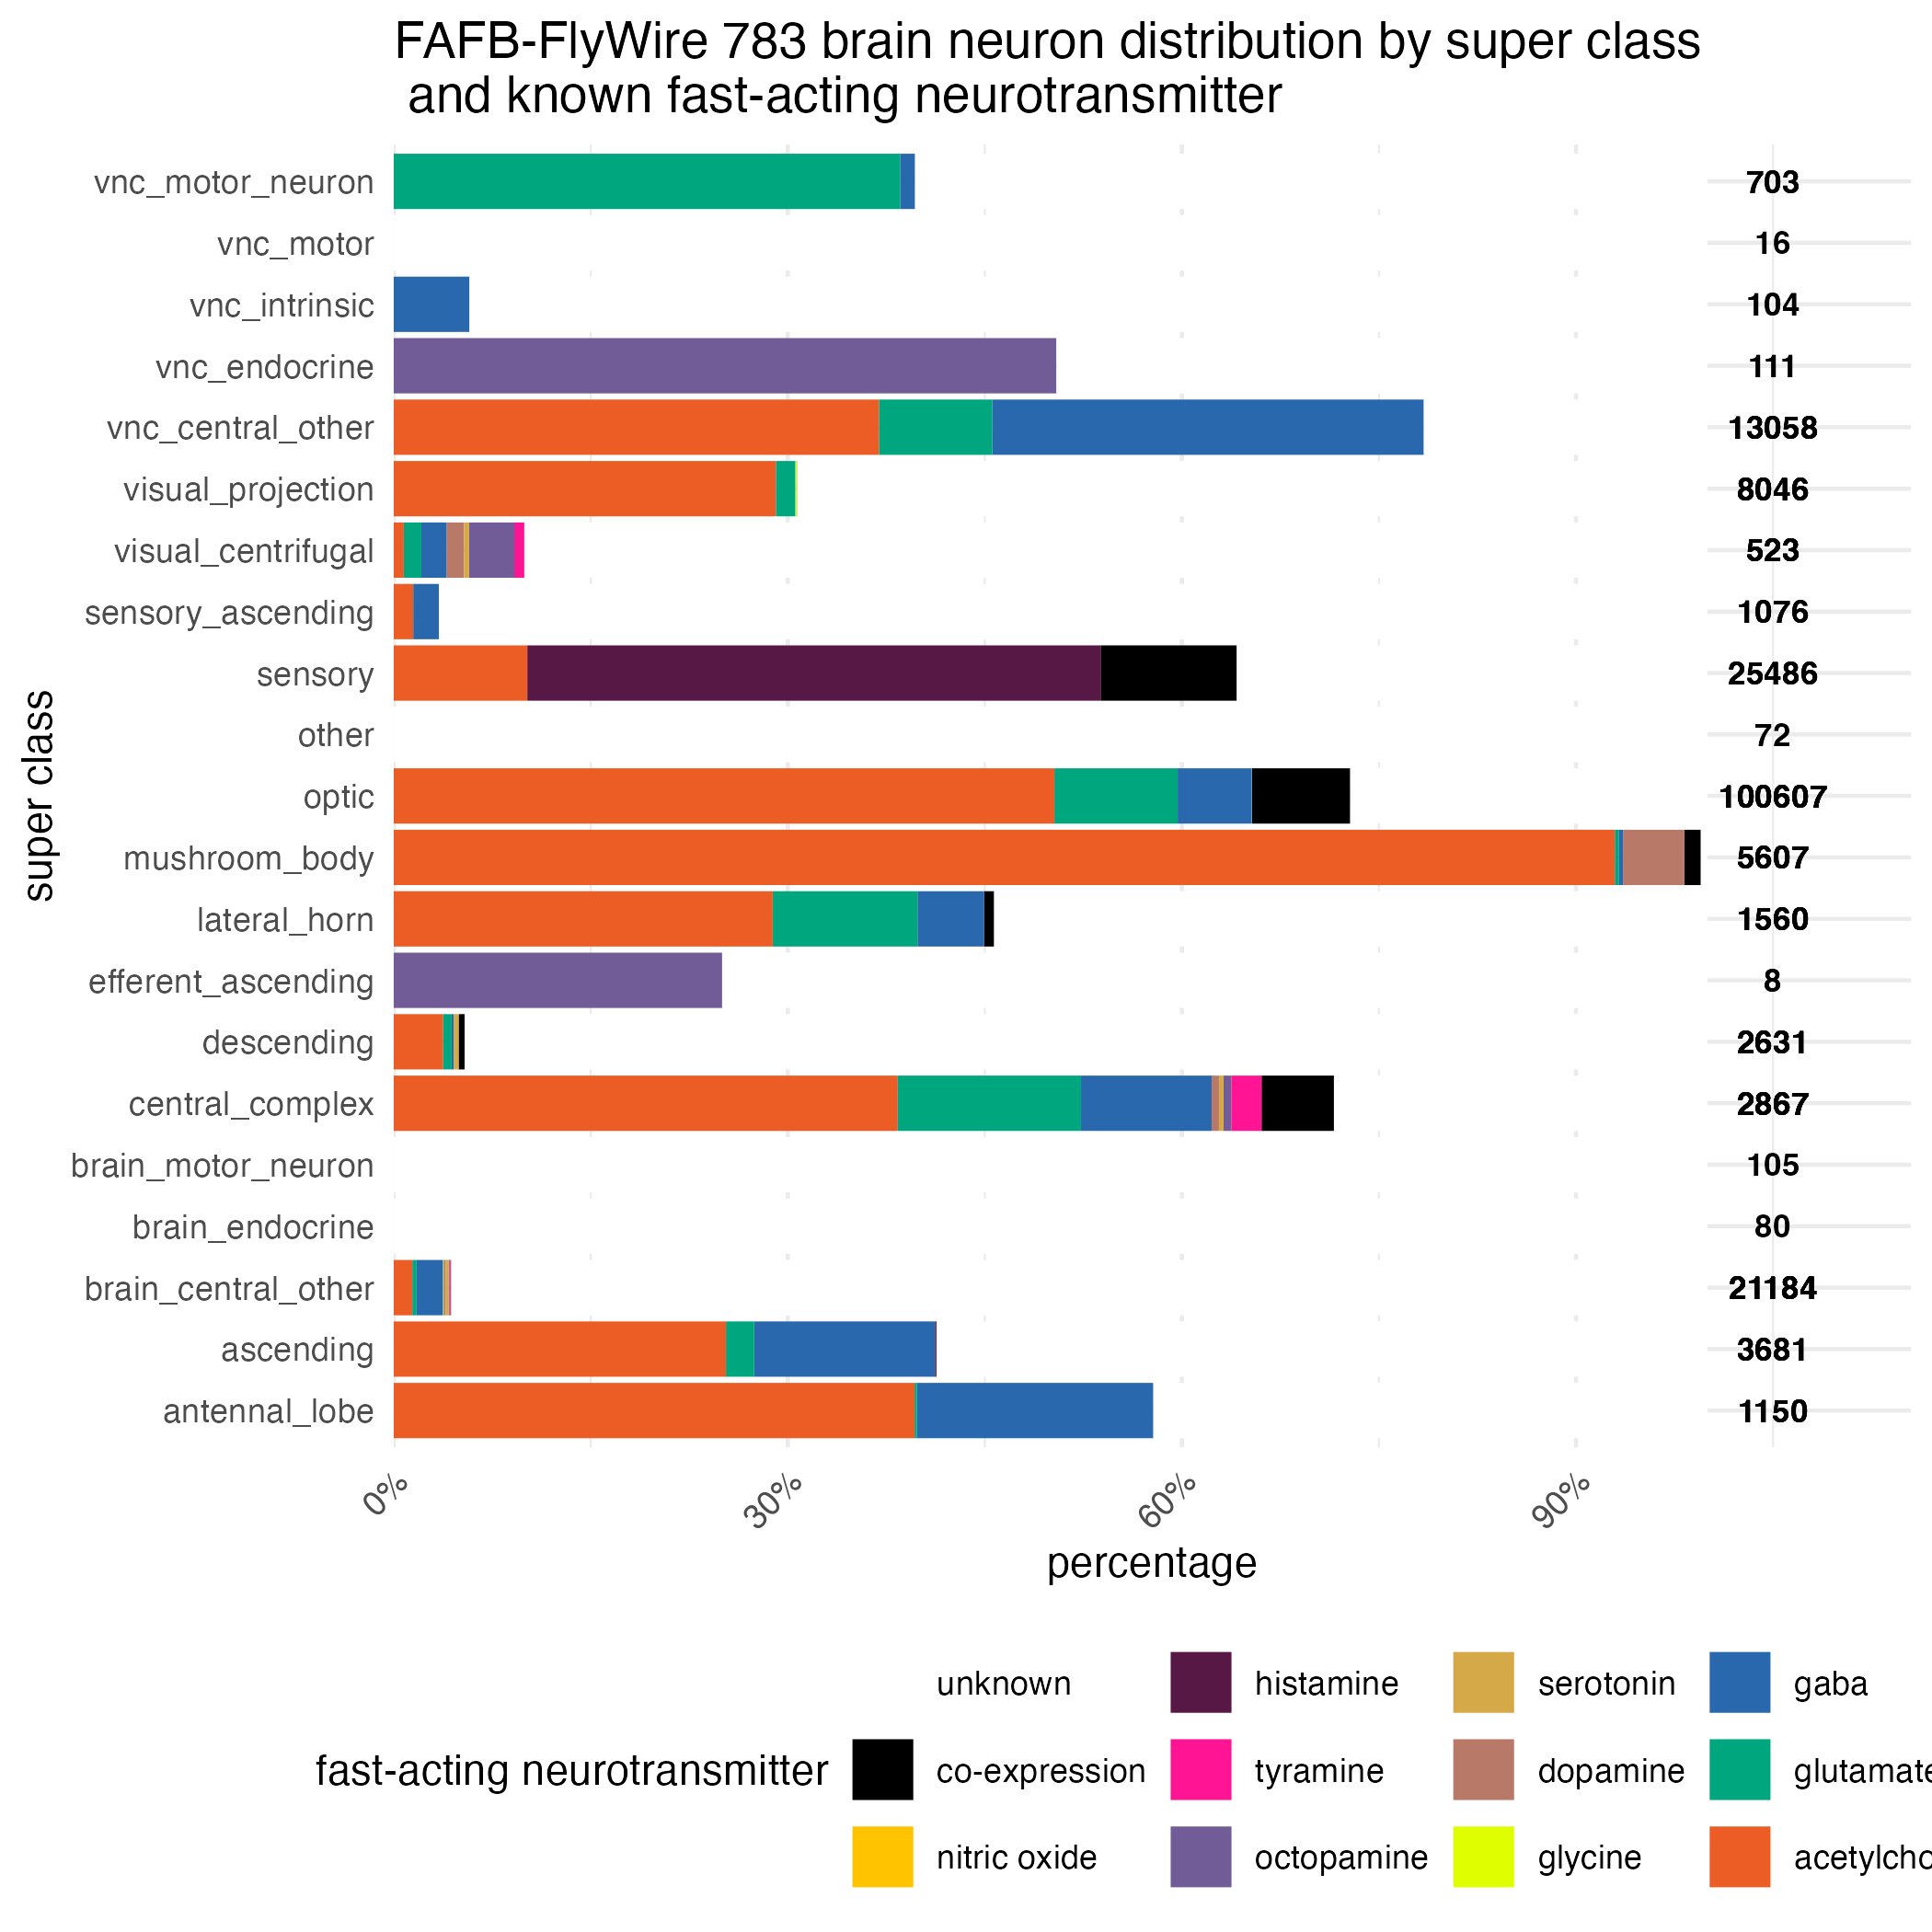 FAFB-FlyWire 783 brain neuron distribution by super class
and known fast-acting neurotransmitter
super class
vnc_motor_neuron 703
vnc_motor 16
vnc_intrinsic 104
vnc_endocrine 111
vnc_central_other 13058
visual_projection 8046
visual_centrifugal 523
sensory_ascending 1076
sensory 25486
other 72
optic 100607
mushroom_body 5607
lateral_horn 1560
efferent_ascending 8
descending 2631
central_complex 2867
brain_motor_neuron 105
brain_endocrine 80
brain_central_other 21184
ascending 3681
antennal_lobe 1150
0% 30% 60% 90%
percentage
unknown histamine serotonin gaba
fast-acting neurotransmitter co-expression tyramine dopamine glutamate
nitric oxide octopamine glycine acetylcho